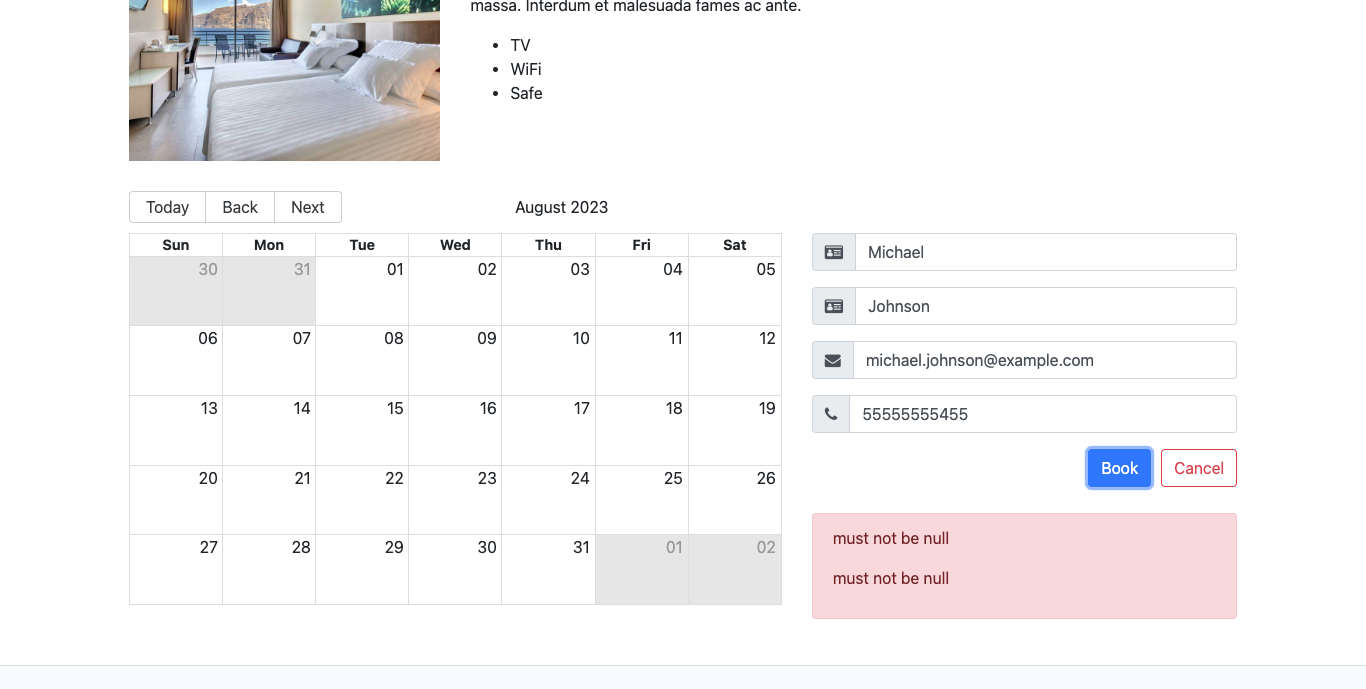 massa. Interdum et malesuada fames ac ante.
TV
WiFi
Safe
Today Back Next August 2023
Sun Mon Tue Wed Thu Fri Sat
30 31 01 02 03 04 05
06 07 08 09 10 11 12
13 14 15 16 17 18 19
20 21 22 23 24 25 26
27 28 29 30 31 01 02
Michael
Johnson
michael.johnson@example.com
55555555455
Book Cancel
must not be null
must not be null